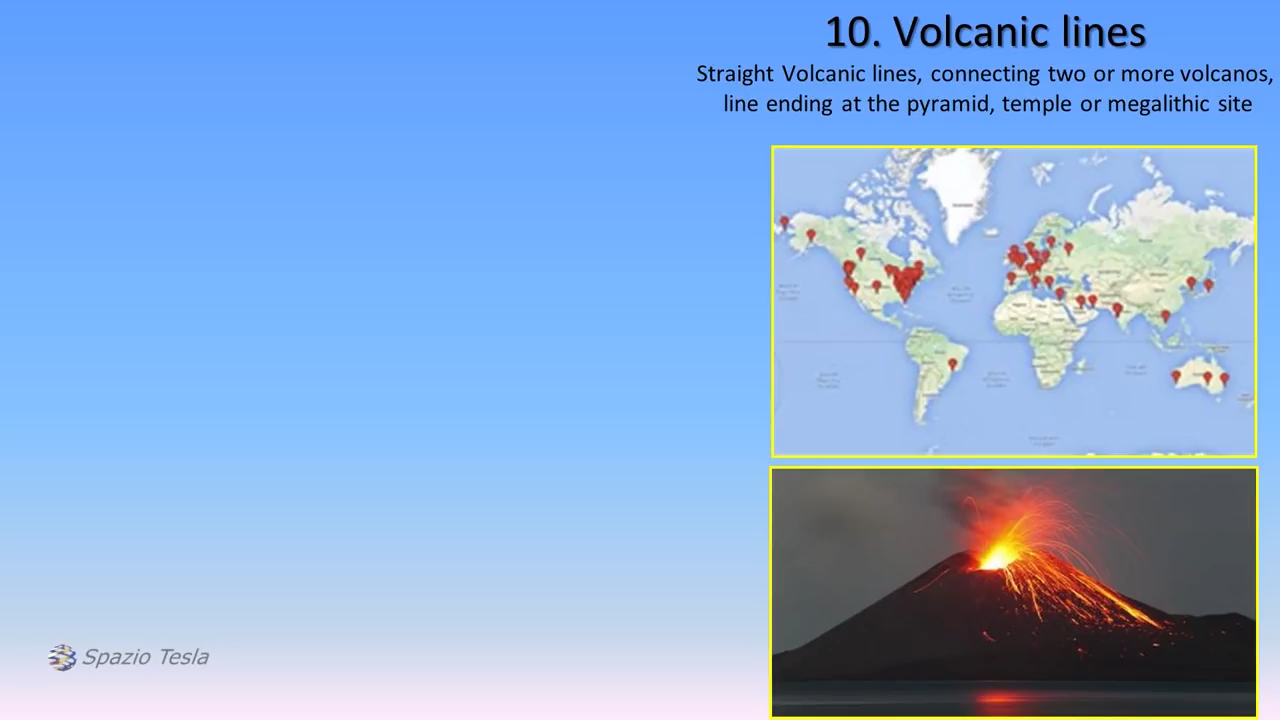 10. Volcanic lines
Straight Volcanic lines, connecting two or more volcanos,
line ending at the pyramid, temple or megalithic site
Spazio Tesla